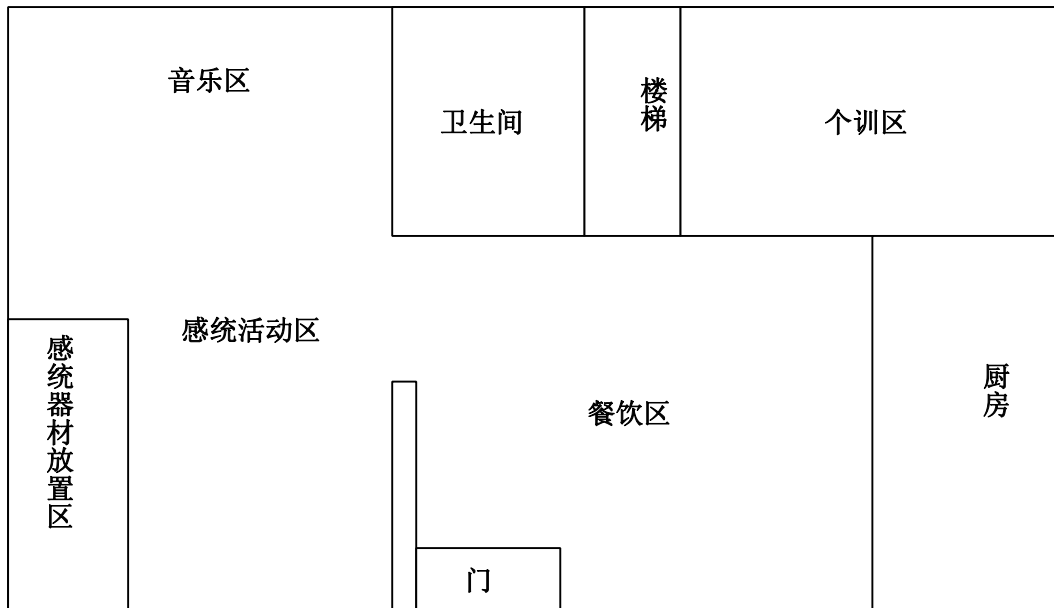 音乐区
卫生间
楼梯
个训区
感统活动区
感统器材放置区
餐饮区
厨房
门